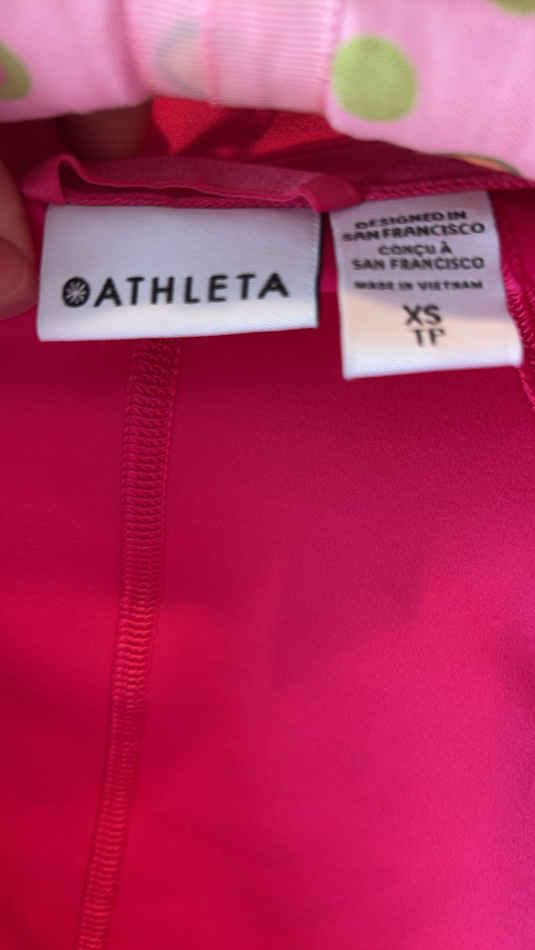 ATHLETA
DESIGNED IN
SAN FRANCISCO
CONÇU À
SAN FRANCISCO
MADE IN VIETNAM
XS
TP